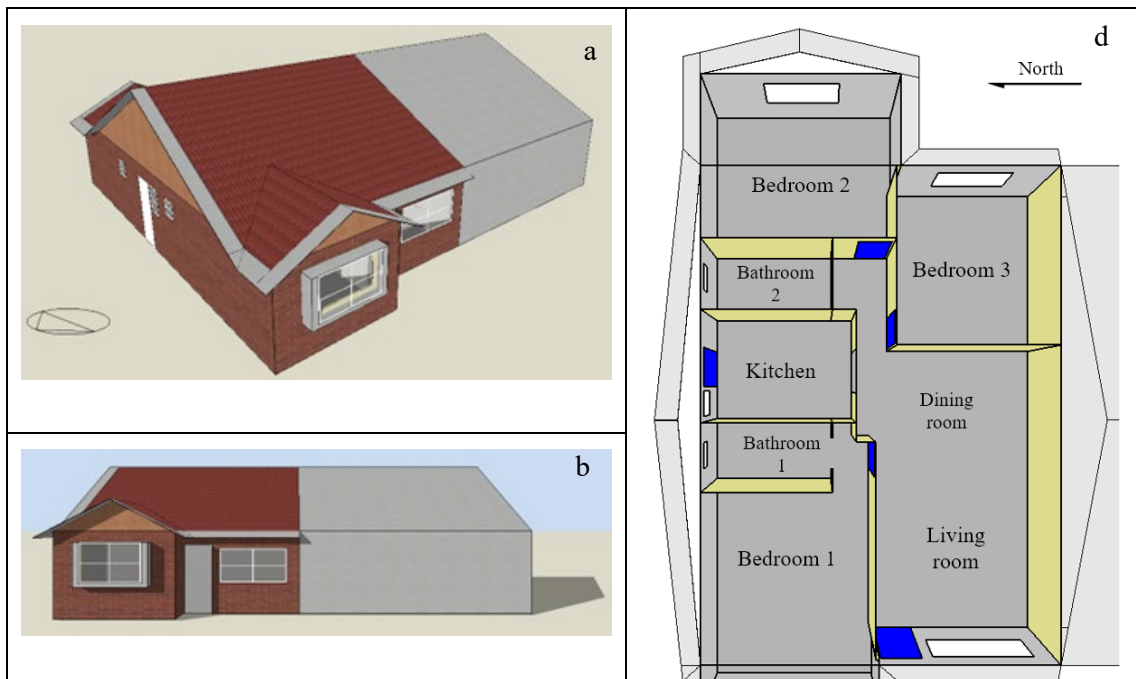 a
b
d
North
Bedroom 2
Bathroom
2
Bedroom 3
Kitchen
Dining
room
Bathroom
1
Living
room
Bedroom 1